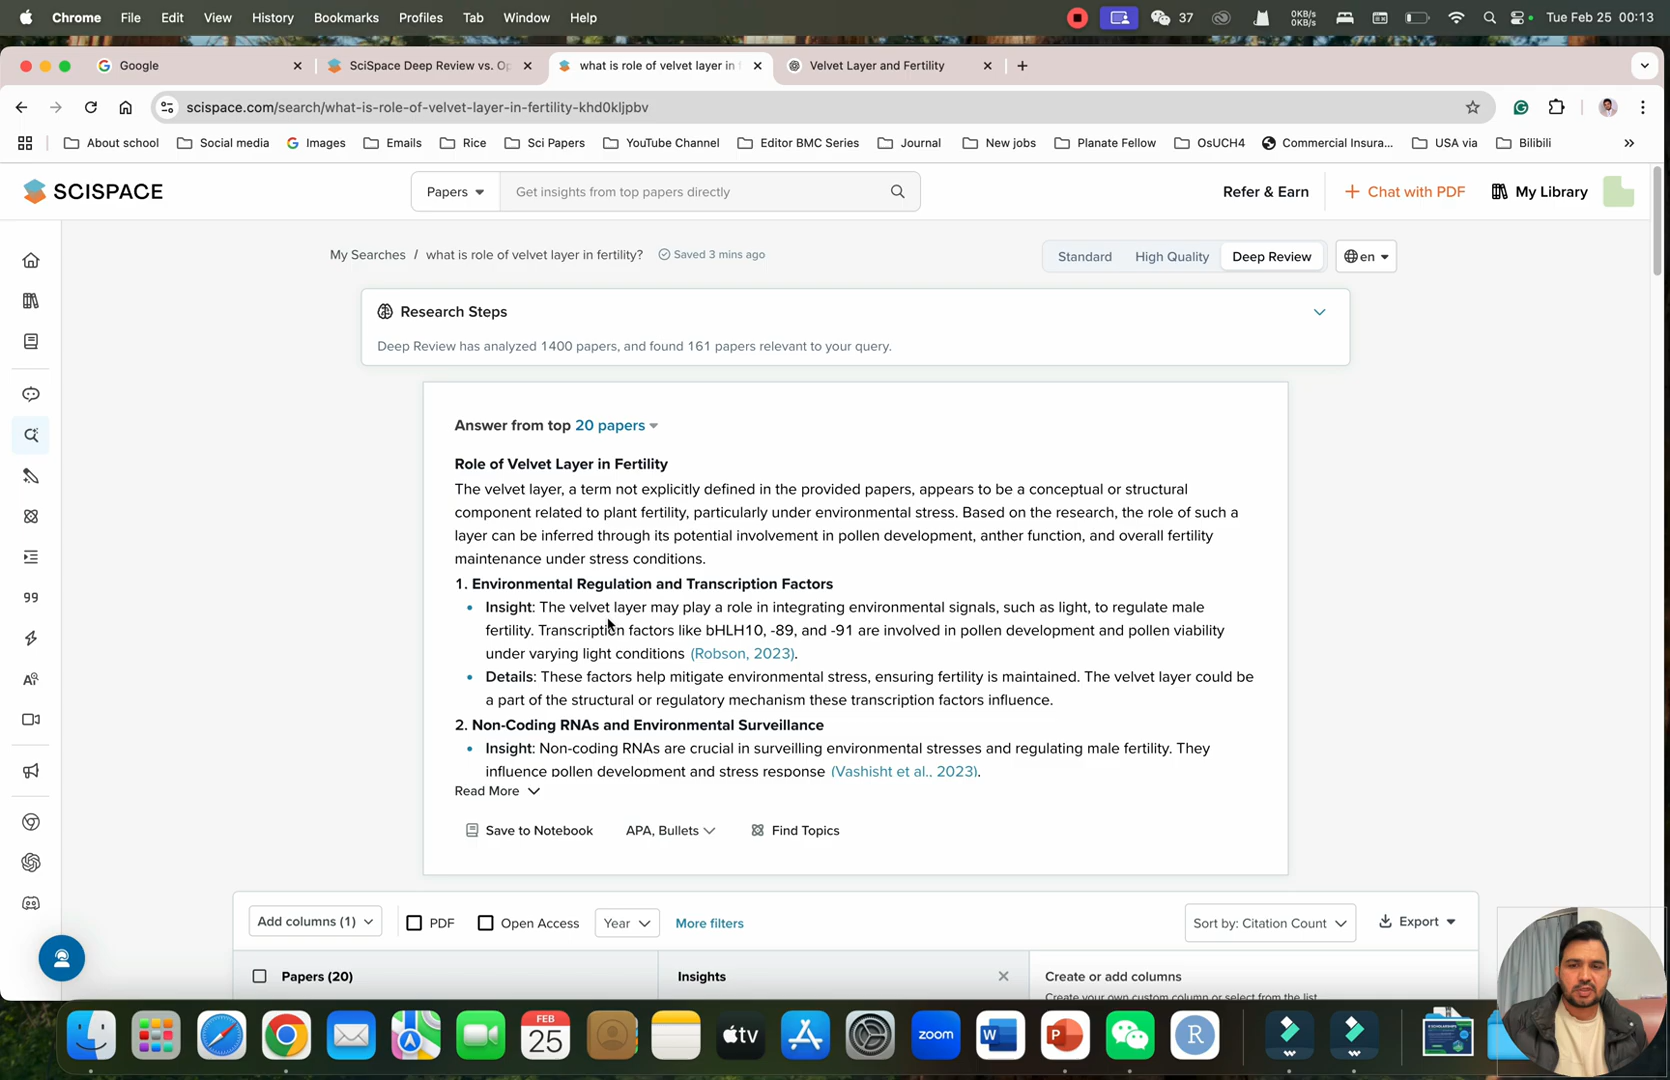 Chrome File Edit View History Bookmarks Profiles Tab Window Help 37 0KB/s 0KB/s Tue Feb 25 00:13
Google SciSpace Deep Review vs. Op what is role of velvet layer in Velvet Layer and Fertility
scispace.com/search/what-is-role-of-velvet-layer-in-fertility-khd0kljpbv
About school Social media Images Emails Rice Sci Papers YouTube Channel Editor BMC Series Journal New jobs Planate Fellow OsUCH4 Commercial Insura... USA via Bilibili
SCISPACE Papers Get insights from top papers directly Refer & Earn Chat with PDF My Library
My Searches / what is role of velvet layer in fertility? Saved 3 mins ago Standard High Quality Deep Review en
Research Steps
Deep Review has analyzed 1400 papers, and found 161 papers relevant to your query.
Answer from top 20 papers
Role of Velvet Layer in Fertility
The velvet layer, a term not explicitly defined in the provided papers, appears to be a conceptual or structural
component related to plant fertility, particularly under environmental stress. Based on the research, the role of such a
layer can be inferred through its potential involvement in pollen development, anther function, and overall fertility
maintenance under stress conditions.
1. Environmental Regulation and Transcription Factors
• Insight: The velvet layer may play a role in integrating environmental signals, such as light, to regulate male
fertility. Transcription factors like bHLH10, -89, and -91 are involved in pollen development and pollen viability
under varying light conditions (Robson, 2023).
• Details: These factors help mitigate environmental stress, ensuring fertility is maintained. The velvet layer could be
a part of the structural or regulatory mechanism these transcription factors influence.
2. Non-Coding RNAs and Environmental Surveillance
• Insight: Non-coding RNAs are crucial in surveilling environmental stresses and regulating male fertility. They
influence pollen development and stress response (Vashisht et al., 2023).
Read More
Save to Notebook APA, Bullets Find Topics
Add columns (1) PDF Open Access Year More filters Sort by: Citation Count Export
Papers (20) Insights Create or add columns
Create your own custom column or select from the list
FEB
25
tv
zoom
W
P
R